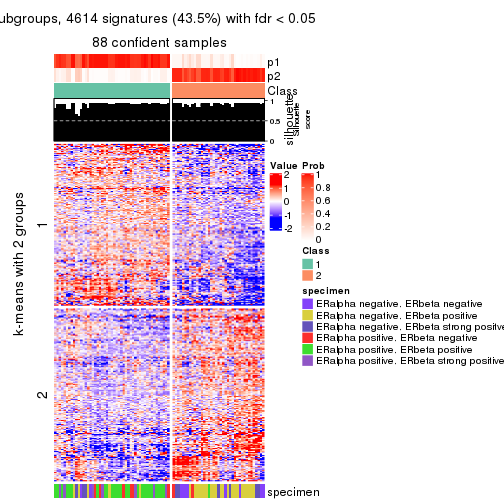 ubgroups, 4614 signatures (43.5%) with fdr < 0.05
88 confident samples
p1
p2
Class
1
0.5
0
silhouette
Silhouette
score
k-means with 2 groups
1
2
Value
2
1
0
-1
-2
Prob
1
0.8
0.6
0.4
0.2
0
Class
1
2
specimen
ERalpha negative. ERbeta negative
ERalpha negative. ERbeta positive
ERalpha negative. ERbeta strong positive
ERalpha positive. ERbeta negative
ERalpha positive. ERbeta positive
ERalpha positive. ERbeta strong positive
specimen